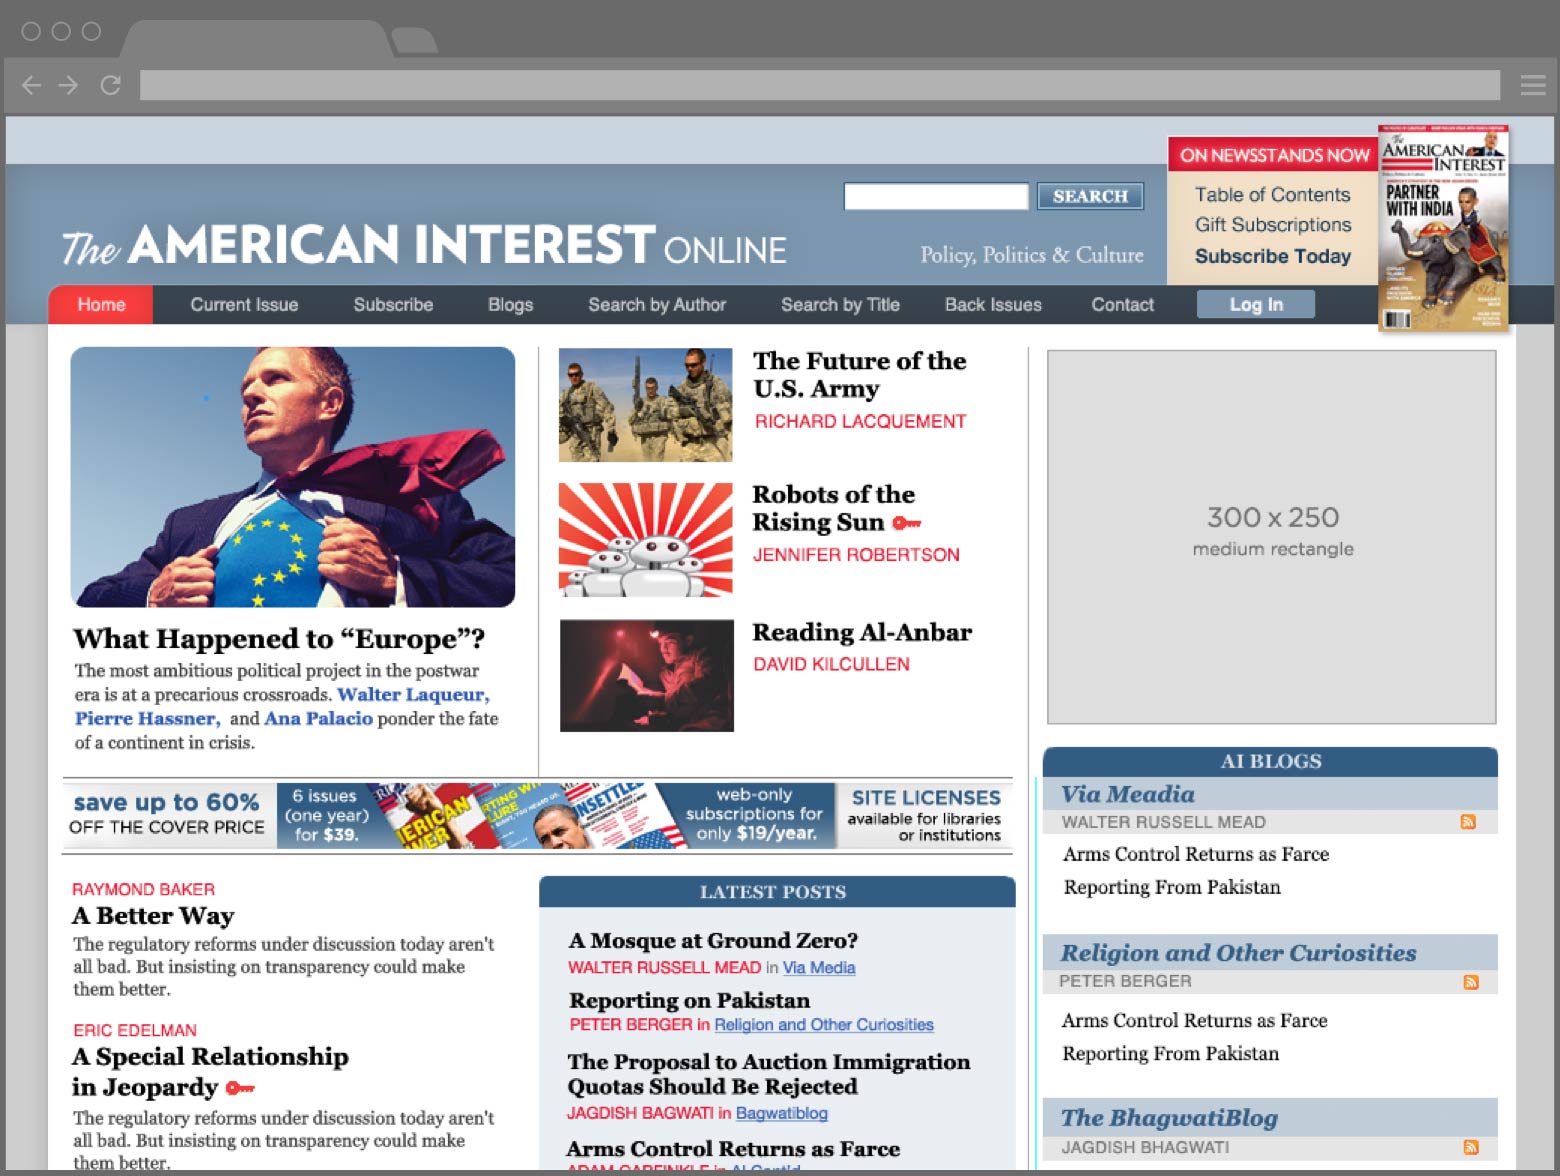 The AMERICAN INTEREST ONLINE
SEARCH
Policy, Politics & Culture
ON NEWSSTANDS NOW
Table of Contents
Gift Subscriptions
Subscribe Today
The
AMERICAN
INTEREST
PARTNER
WITH INDIA
Home
Current Issue
Subscribe
Blogs
Search by Author
Search by Title
Back Issues
Contact
Log In
What Happened to “Europe”?
The most ambitious political project in the postwar
era is at a precarious crossroads. Walter Laqueur,
Pierre Hassner, and Ana Palacio ponder the fate
of a continent in crisis.
The Future of the
U.S. Army
RICHARD LACQUEMENT
Robots of the
Rising Sun
JENNIFER ROBERTSON
Reading Al-Anbar
DAVID KILCULLEN
300 x 250
medium rectangle
save up to 60%
OFF THE COVER PRICE
6 issues
(one year)
for $39.
web-only
subscriptions for
only $19/year.
SITE LICENSES
available for libraries
or institutions
RAYMOND BAKER
A Better Way
The regulatory reforms under discussion today aren't
all bad. But insisting on transparency could make
them better.
ERIC EDELMAN
A Special Relationship
in Jeopardy
The regulatory reforms under discussion today aren't
all bad. But insisting on transparency could make
them better.
LATEST POSTS
A Mosque at Ground Zero?
WALTER RUSSELL MEAD in Via Media
Reporting on Pakistan
PETER BERGER in Religion and Other Curiosities
The Proposal to Auction Immigration
Quotas Should Be Rejected
JAGDISH BAGWATI in Bagwatiblog
Arms Control Returns as Farce
ADAM GARFINKLE in AI Cont'd
AI BLOGS
Via Meadia
WALTER RUSSELL MEAD
Arms Control Returns as Farce
Reporting From Pakistan
Religion and Other Curiosities
PETER BERGER
Arms Control Returns as Farce
Reporting From Pakistan
The BhagwatiBlog
JAGDISH BHAGWATI